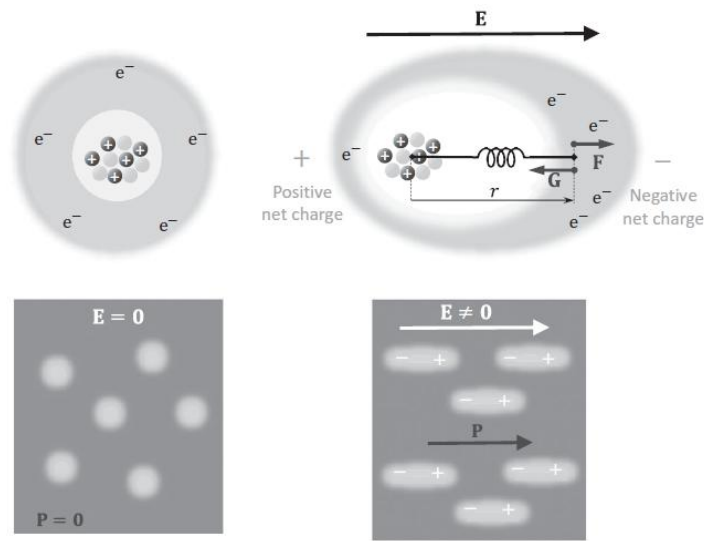 E
e⁻
e⁻
e⁻
e⁻
e⁻
+
+
+
+
+
+
Positive
net charge
e⁻
+
+
+
+
+
e⁻
e⁻
F
G
r
e⁻
e⁻
−
Negative
net charge
E = 0
P = 0
E ≠ 0
− +
− +
− +
P
− +
− +
− +